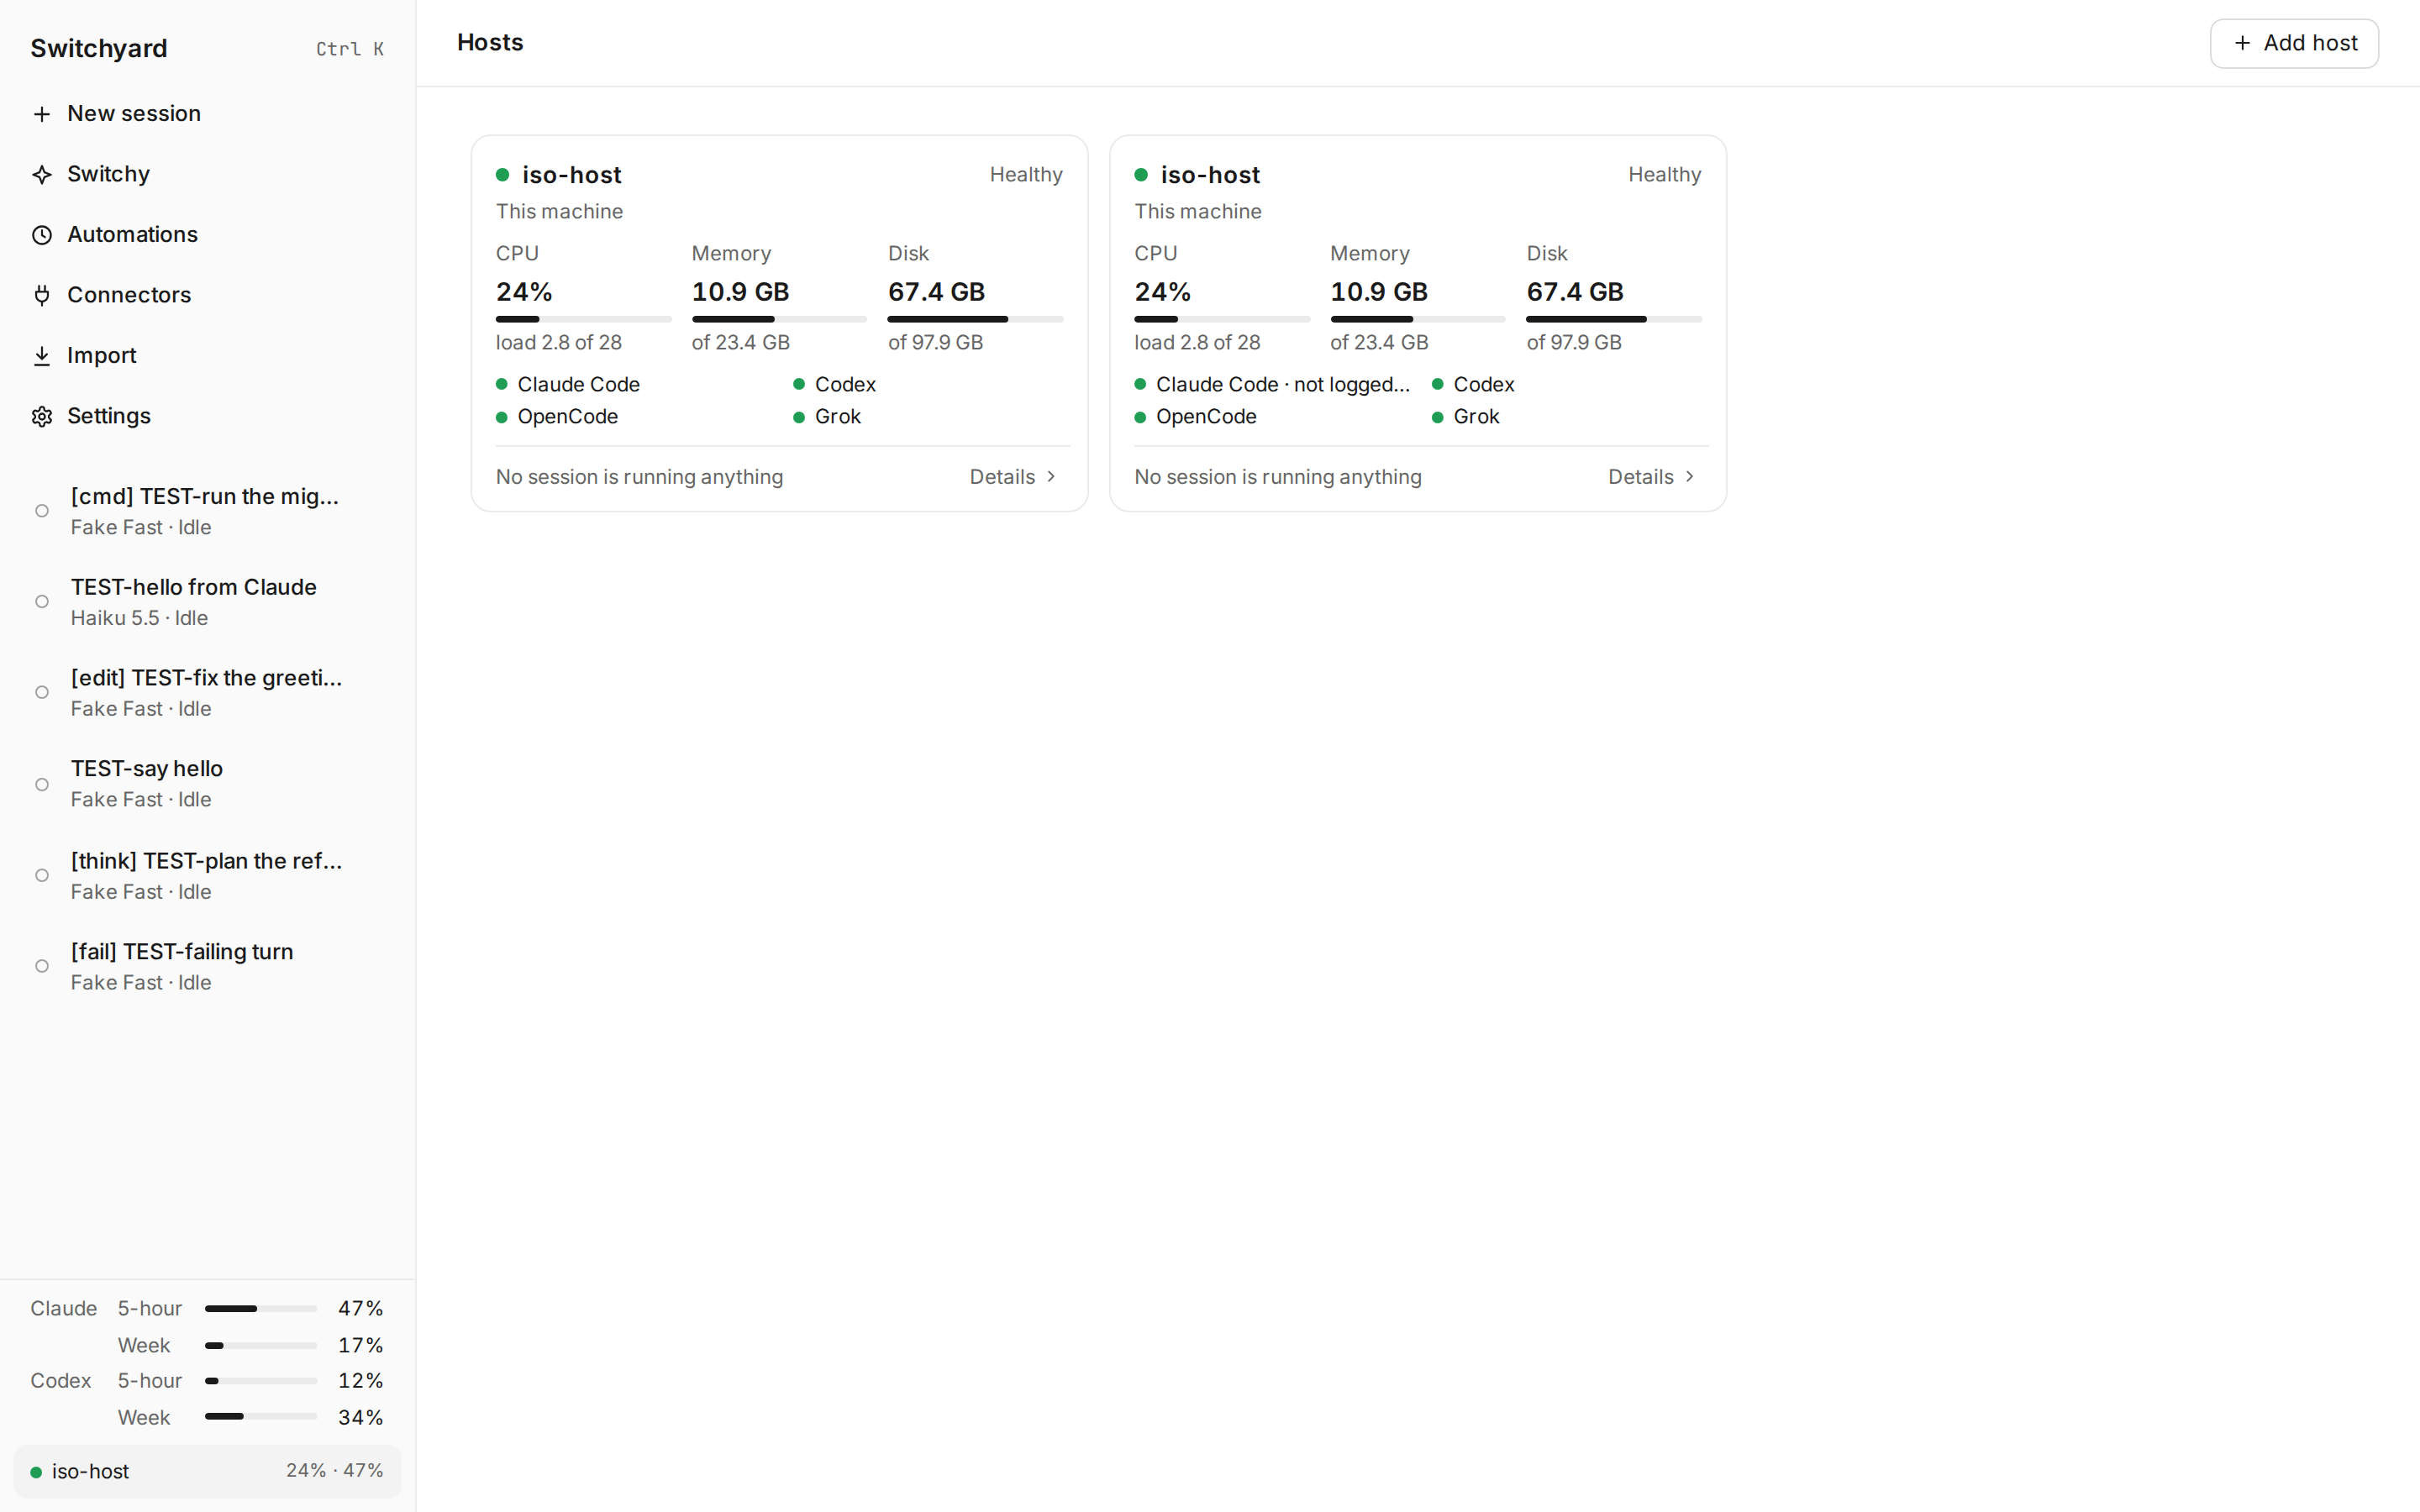 Switchyard Ctrl K
New session
Switchy
Automations
Connectors
Import
Settings
[cmd] TEST-run the mig...
Fake Fast · Idle
TEST-hello from Claude
Haiku 5.5 · Idle
[edit] TEST-fix the greeti...
Fake Fast · Idle
TEST-say hello
Fake Fast · Idle
[think] TEST-plan the ref...
Fake Fast · Idle
[fail] TEST-failing turn
Fake Fast · Idle
Claude 5-hour 47%
Week 17%
Codex 5-hour 12%
Week 34%
iso-host 24% · 47%
Hosts
Add host
iso-host Healthy
This machine
CPU Memory Disk
24% 10.9 GB 67.4 GB
load 2.8 of 28 of 23.4 GB of 97.9 GB
Claude Code Codex
OpenCode Grok
No session is running anything Details
iso-host Healthy
This machine
CPU Memory Disk
24% 10.9 GB 67.4 GB
load 2.8 of 28 of 23.4 GB of 97.9 GB
Claude Code · not logged... Codex
OpenCode Grok
No session is running anything Details